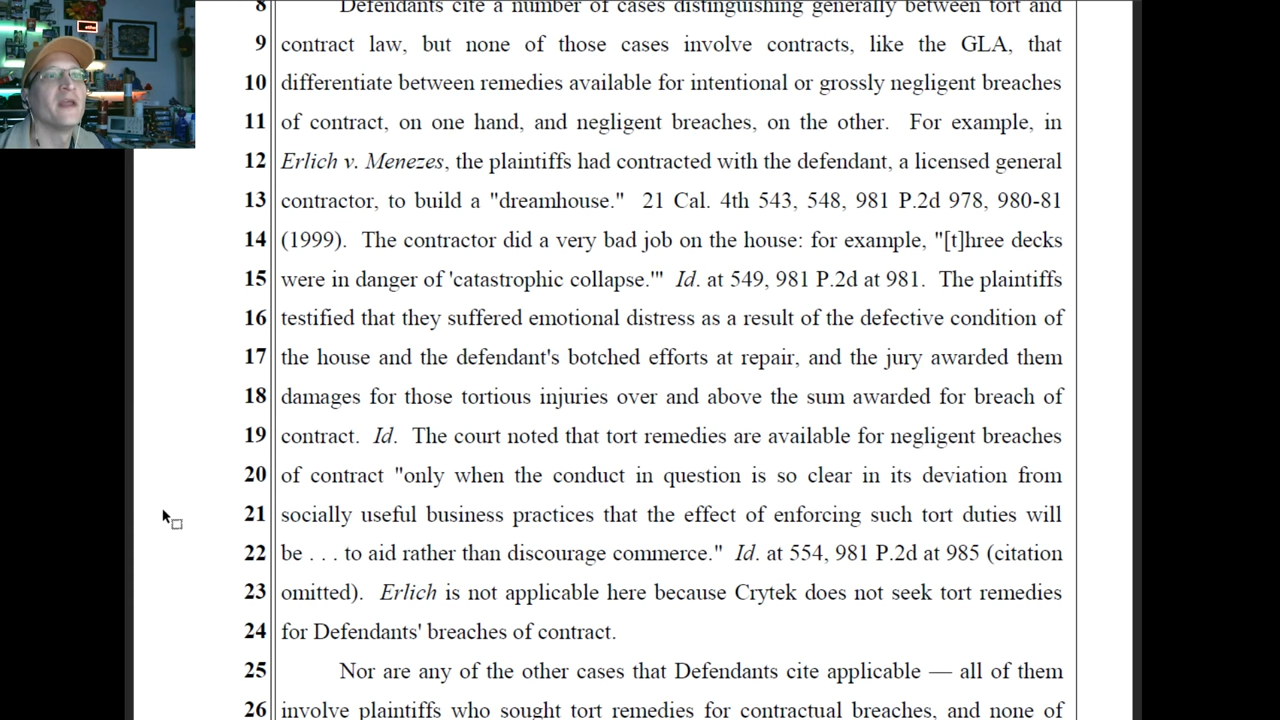 8 Defendants cite a number of cases distinguishing generally between tort and
9 contract law, but none of those cases involve contracts, like the GLA, that
10 differentiate between remedies available for intentional or grossly negligent breaches
11 of contract, on one hand, and negligent breaches, on the other. For example, in
12 Erlich v. Menezes, the plaintiffs had contracted with the defendant, a licensed general
13 contractor, to build a "dreamhouse." 21 Cal. 4th 543, 548, 981 P.2d 978, 980-81
14 (1999). The contractor did a very bad job on the house: for example, "[t]hree decks
15 were in danger of 'catastrophic collapse.'" Id. at 549, 981 P.2d at 981. The plaintiffs
16 testified that they suffered emotional distress as a result of the defective condition of
17 the house and the defendant's botched efforts at repair, and the jury awarded them
18 damages for those tortious injuries over and above the sum awarded for breach of
19 contract. Id. The court noted that tort remedies are available for negligent breaches
20 of contract "only when the conduct in question is so clear in its deviation from
21 socially useful business practices that the effect of enforcing such tort duties will
22 be . . . to aid rather than discourage commerce." Id. at 554, 981 P.2d at 985 (citation
23 omitted). Erlich is not applicable here because Crytek does not seek tort remedies
24 for Defendants' breaches of contract.
25 Nor are any of the other cases that Defendants cite applicable — all of them
26 involve plaintiffs who sought tort remedies for contractual breaches, and none of